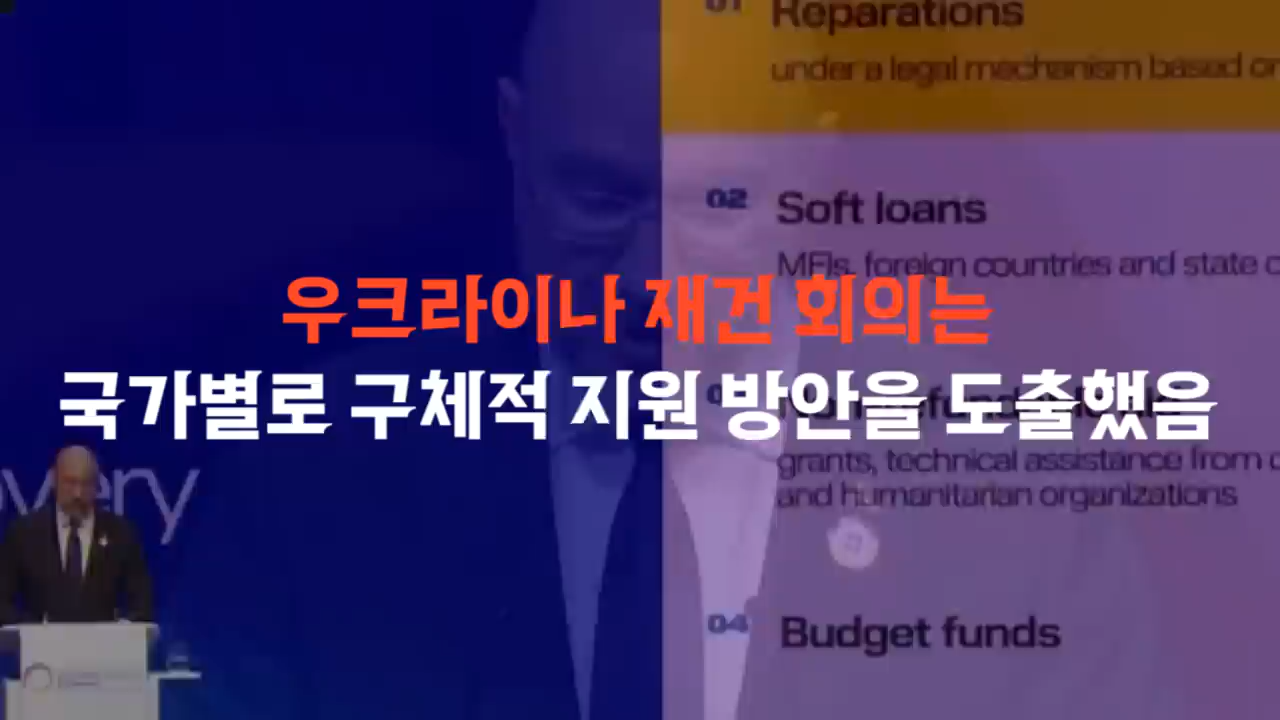 01 Reparations
under a legal mechanism based on
02 Soft loans
MFIs, foreign countries and state
우크라이나 재건 회의는
국가별로 구체적 지원 방안을 도출했음
grants, technical assistance from
and humanitarian organizations
04 Budget funds